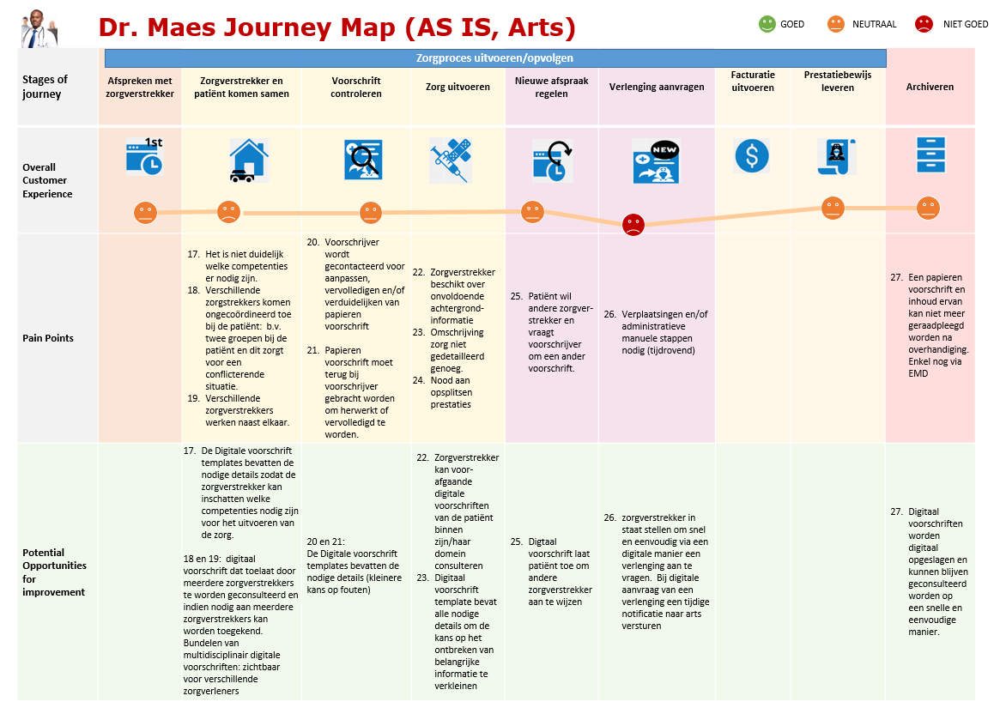 Dr. Maes Journey Map (AS IS, Arts)
GOED
NEUTRAAL
NIET GOED
Zorgproces uitvoeren/opvolgen
Stages of
journey
Afspreken met
zorgverstrekker
Zorgverstrekker en
patiënt komen samen
Voorschrift
controleren
Zorg uitvoeren
Nieuwe afspraak
regelen
Verlenging aanvragen
Facturatie
uitvoeren
Prestatiebewijs
leveren
Archiveren
Overall
Customer
Experience
1st
NEW
$
Pain Points
17. Het is niet duidelijk
welke competenties
er nodig zijn.
18. Verschillende
zorgstrekkers komen
ongecoördineerd toe
bij de patiënt: b.v.
twee groepen bij de
patiënt en dit zorgt
voor een
conflicterende
situatie.
19. Verschillende
zorgverstrekkers
werken naast elkaar.
20. Voorschrijver
wordt
gecontacteerd voor
aanpassen,
vervolledigen en/of
verduidelijken van
papieren
voorschrift
21. Papieren
voorschrift moet
terug bij
voorschrijver
gebracht worden
om herwerkt of
vervolledigd te
worden.
22. Zorgverstrekker
beschikt over
onvoldoende
achtergrond-
informatie
23. Omschrijving
zorg niet
gedetailleerd
genoeg.
24. Nood aan
opsplitsen
prestaties
25. Patiënt wil
andere zorgver-
strekker en
vraagt
voorschrijver
om een ander
voorschrift.
26. Verplaatsingen en/of
administratieve
manuele stappen
nodig (tijdrovend)
27. Een papieren
voorschrift en
inhoud ervan
kan niet meer
geraadpleegd
worden na
overhandiging.
Enkel nog via
EMD
Potential
Opportunities
for
improvement
17. De Digitale voorschrift
templates bevatten de
nodige details zodat de
zorgverstrekker kan
inschatten welke
competenties nodig zijn
voor het uitvoeren van
de zorg.
18 en 19: digitaal
voorschrift dat toelaat door
meerdere zorgverstrekkers
te worden geconsulteerd en
indien nodig aan meerdere
zorgverstrekkers kan
worden toegekend.
Bundelen van
multidisciplinair digitale
voorschriften: zichtbaar
voor verschillende
zorgverleners
20 en 21:
De Digitale voorschrift
templates bevatten de
nodige details (kleinere
kans op fouten)
22. Zorgverstrekker
kan voor-
afgaande
digitale
voorschriften
van de patiënt
binnen
zijn/haar
domein
consulteren
23. Digitaal
voorschrift
template bevat
alle nodige
details om de
kans op het
ontbreken van
belangrijke
informatie te
verkleinen
25. Digtaal
voorschrift laat
patiënt toe om
andere
zorgverstrekker
aan te wijzen
26. zorgverstrekker in
staat stellen om snel
en eenvoudig via een
digitale manier een
verlenging aan te
vragen. Bij digitale
aanvraag van een
verlenging een tijdige
notificatie naar arts
versturen
27. Digitaal
voorschriften
worden
digitaal
opgeslagen en
kunnen blijven
geconsulteerd
worden op
een snelle en
eenvoudige
manier.